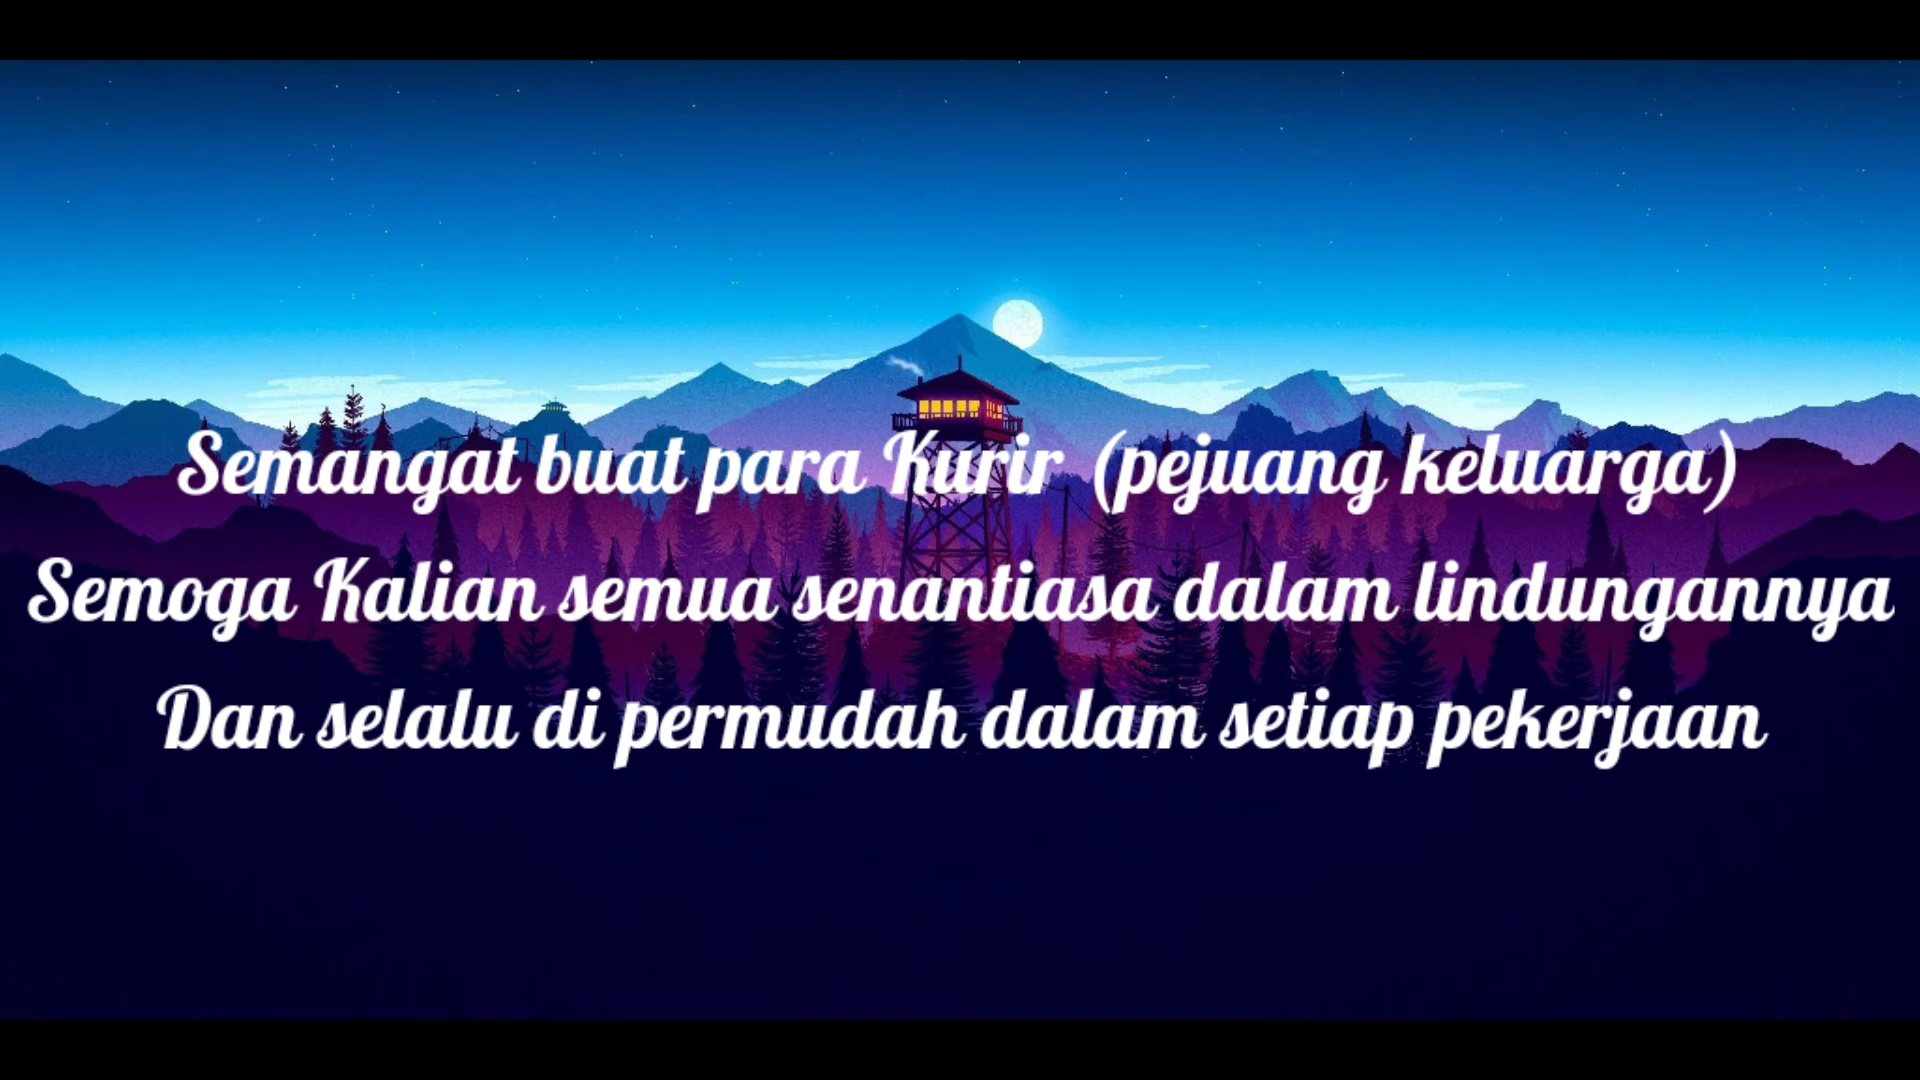 Semangat buat para Kurir (pejuang keluarga)
Semoga Kalian semua senantiasa dalam lindungannya
Dan selalu di permudah dalam setiap pekerjaan